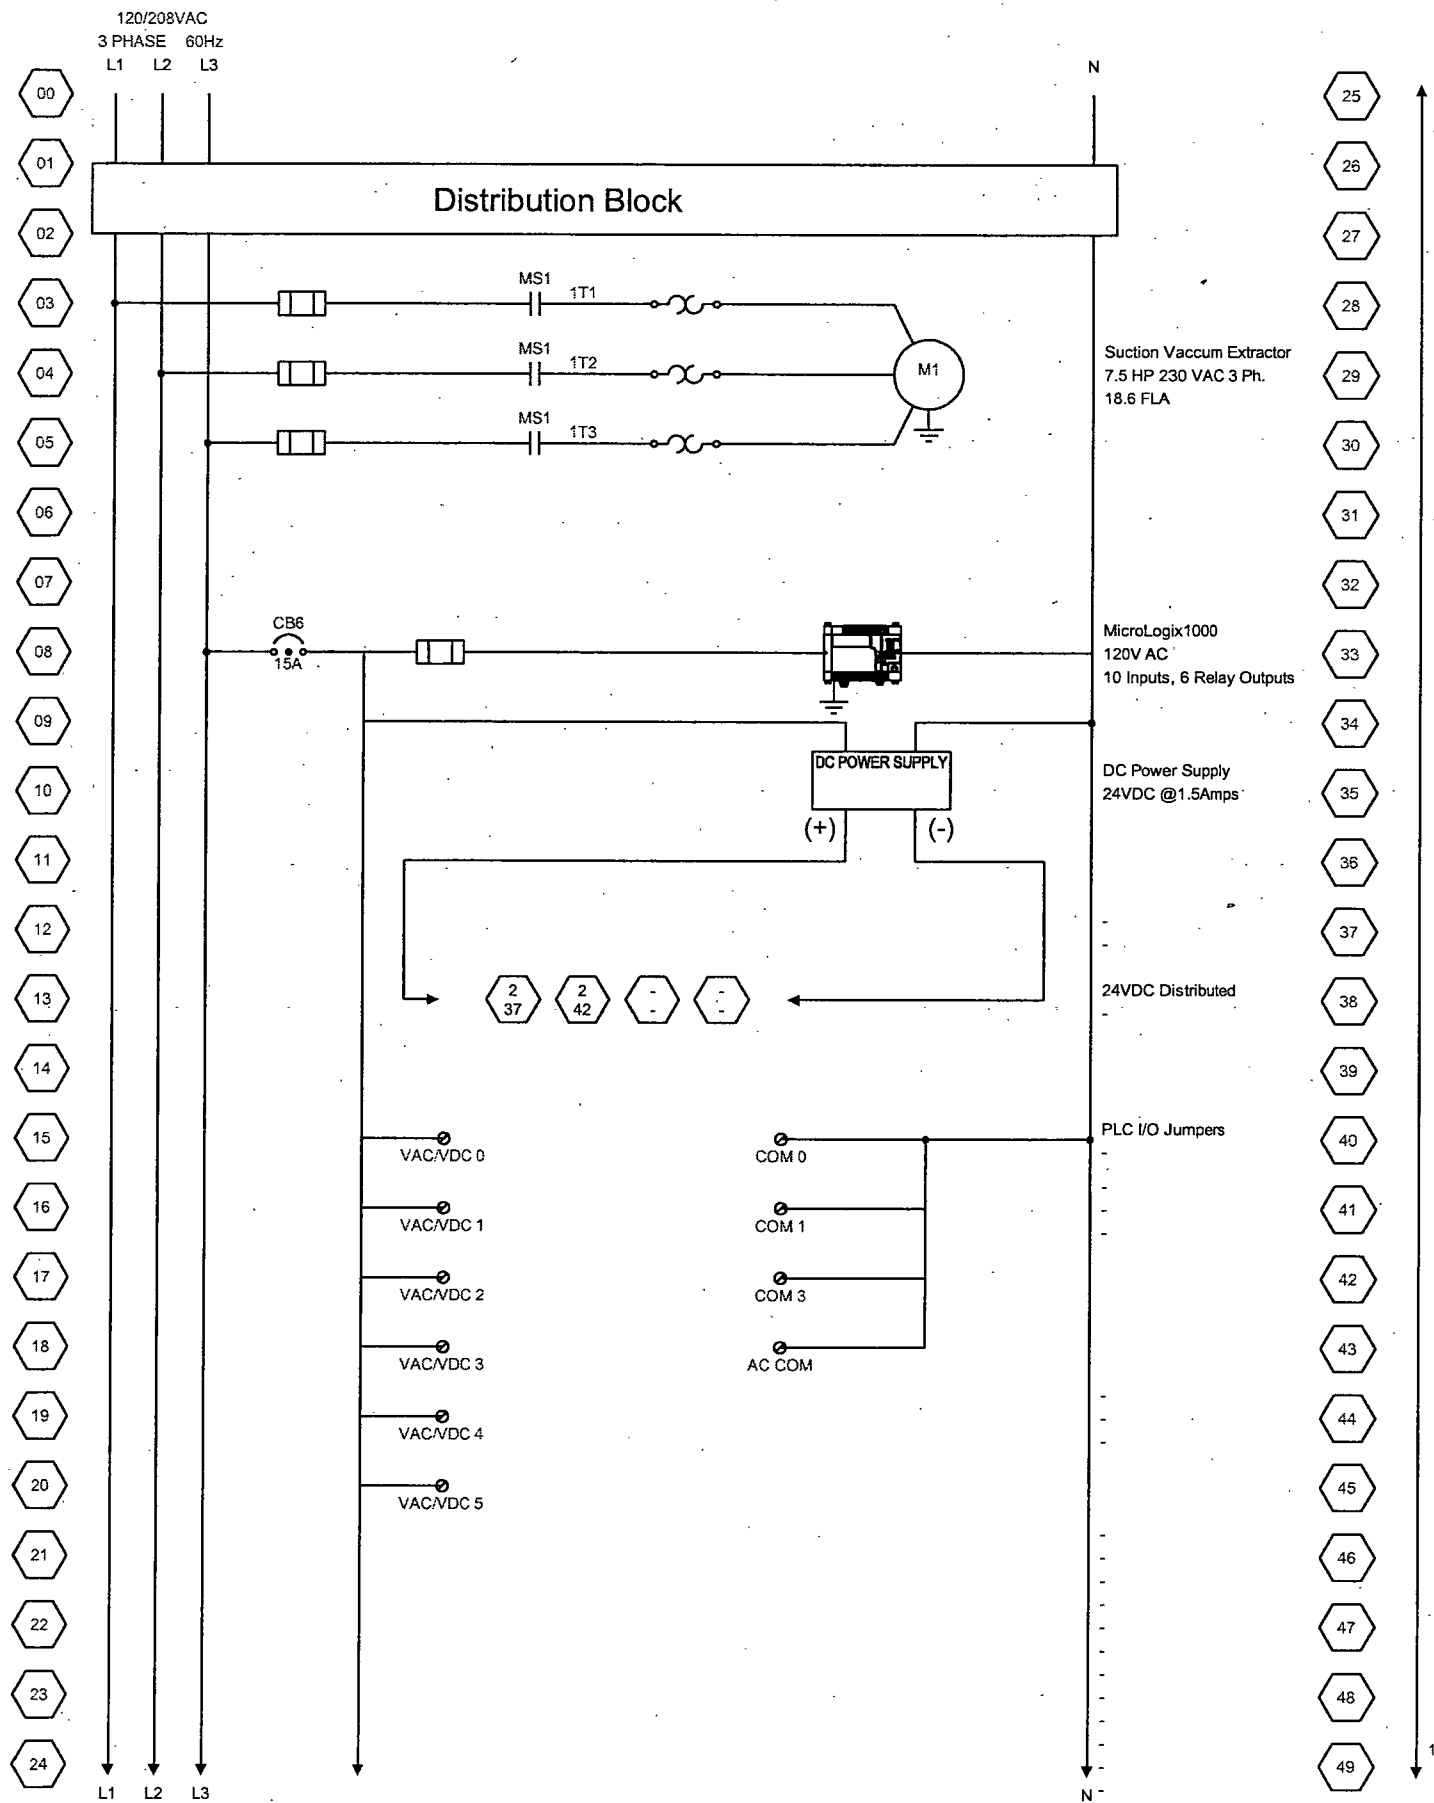 120/208VAC
3 PHASE 60Hz
L1 L2 L3 N
00 25
01 26
Distribution Block
02 27
MS1
03 1T1 28
MS1
Suction Vaccum Extractor
04 1T2 M1 7.5 HP 230 VAC 3 Ph. 29
18.6 FLA
MS1
05 1T3 30
06 31
07 32
CB6
MicroLogix1000
08 15A 120V AC 33
10 Inputs, 6 Relay Outputs
09 34
DC POWER SUPPLY
DC Power Supply
10 24VDC @1.5Amps 35
(+) (-)
11 36
12 37
13 2 37 2 42 - - - - 24VDC Distributed 38
14 39
15 PLC I/O Jumpers 40
VAC/VDC 0 COM 0
16 41
VAC/VDC 1 COM 1
17 42
VAC/VDC 2 COM 3
18 43
VAC/VDC 3 AC COM
19 44
VAC/VDC 4
20 45
VAC/VDC 5
21 46
22 47
23 48
24 49 1
L1 L2 L3 N